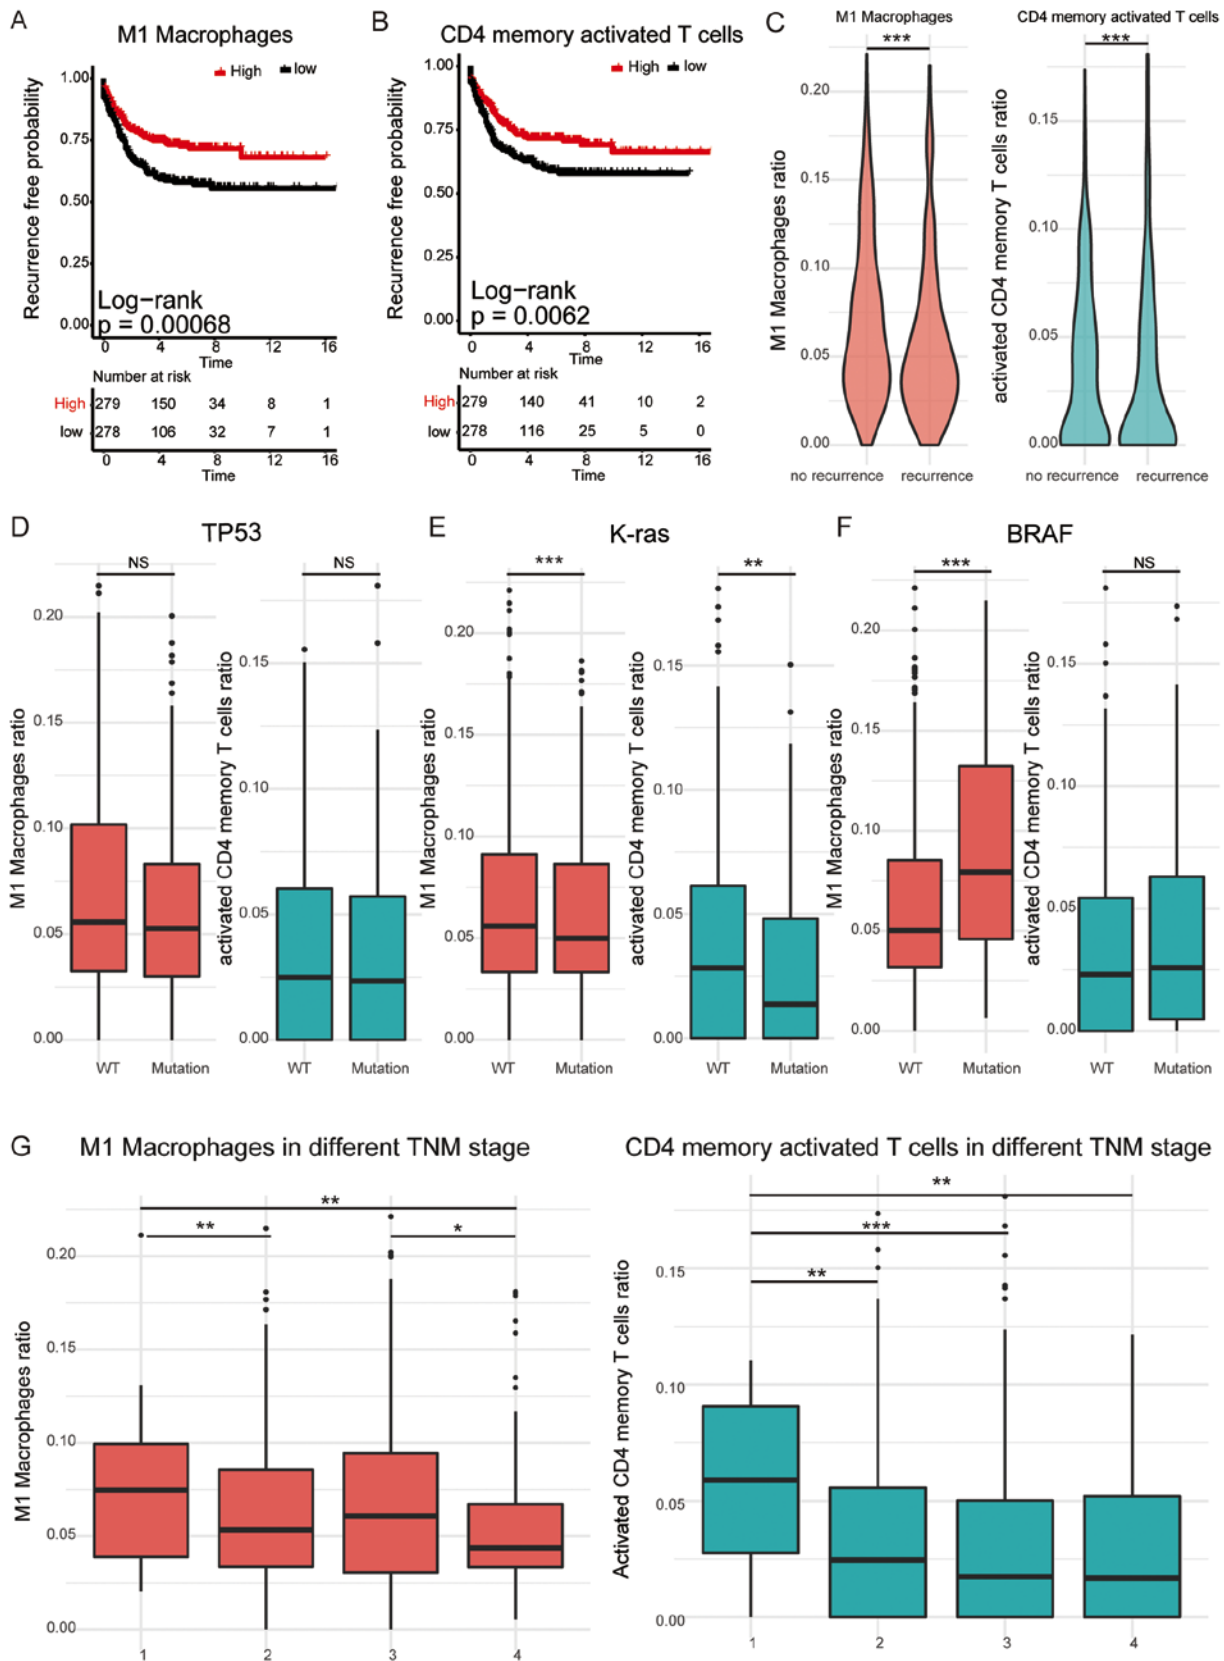 A
M1 Macrophages
High low
Recurrence free probability
1.00
0.75
0.50
0.25
0.00
Log-rank
p = 0.00068
0 4 8 12 16
Time
Number at risk
High 279 150 34 8 1
low 278 106 32 7 1
0 4 8 12 16
Time
B
CD4 memory activated T cells
High low
Recurrence free probability
1.00
0.75
0.50
0.25
0.00
Log-rank
p = 0.0062
0 4 8 12 16
Time
Number at risk
High 279 140 41 10 2
low 278 116 25 5 0
0 4 8 12 16
Time
C
M1 Macrophages
***
M1 Macrophages ratio
0.20
0.15
0.10
0.05
0.00
no recurrence recurrence
CD4 memory activated T cells
***
activated CD4 memory T cells ratio
0.15
0.10
0.05
0.00
no recurrence recurrence
D
TP53
NS
M1 Macrophages ratio
0.20
0.15
0.10
0.05
0.00
WT Mutation
NS
activated CD4 memory T cells ratio
0.15
0.10
0.05
0.00
WT Mutation
E
K-ras
***
M1 Macrophages ratio
0.20
0.15
0.10
0.05
0.00
WT Mutation
**
activated CD4 memory T cells ratio
0.15
0.10
0.05
0.00
WT Mutation
F
BRAF
***
M1 Macrophages ratio
0.20
0.15
0.10
0.05
0.00
WT Mutation
NS
activated CD4 memory T cells ratio
0.15
0.10
0.05
0.00
WT Mutation
G
M1 Macrophages in different TNM stage
**
**
*
M1 Macrophages ratio
0.20
0.15
0.10
0.05
0.00
1 2 3 4
CD4 memory activated T cells in different TNM stage
**
***
**
Activated CD4 memory T cells ratio
0.15
0.10
0.05
0.00
1 2 3 4